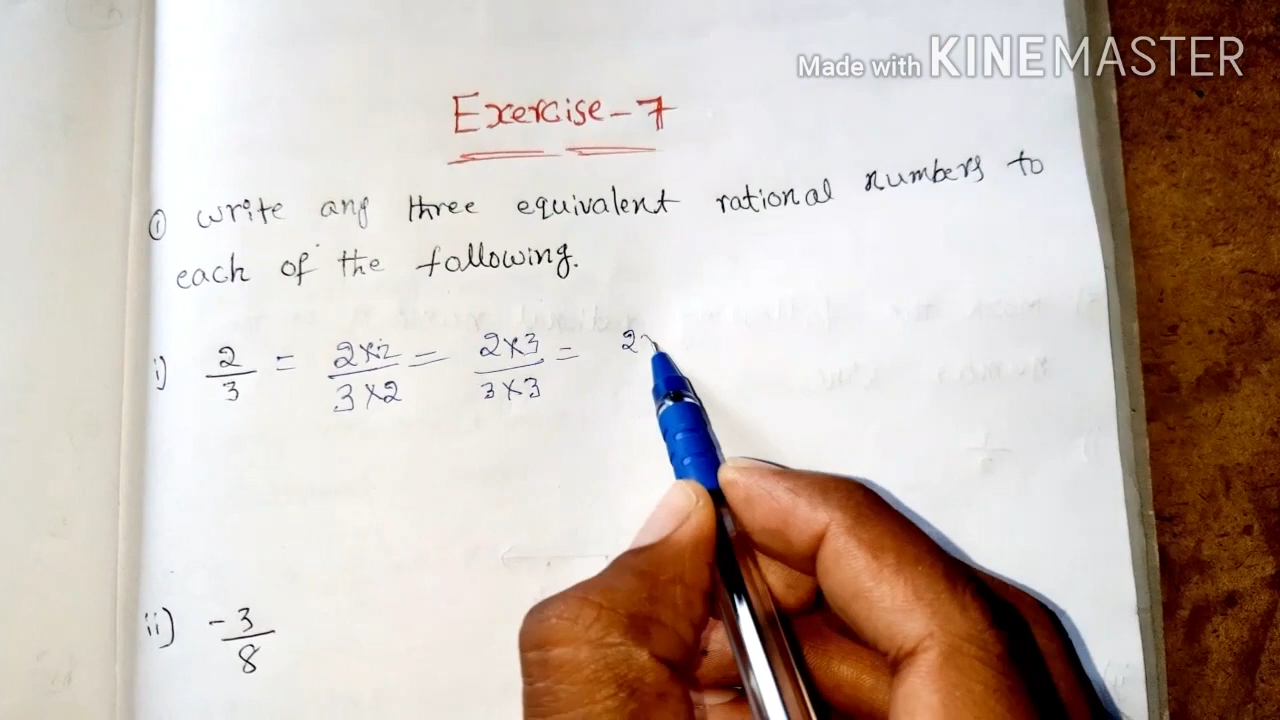 Made with KINEMASTER
Exercise-7
① write any three equivalent rational numbers to
each of the following.
i) 2/3 = 2×2/3×2 = 2×3/3×3 = 2
ii) -3/8